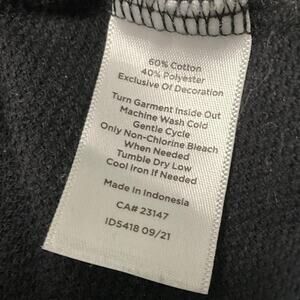 60% Cotton
40% Polyester
Exclusive Of Decoration
Turn Garment Inside Out
Machine Wash Cold
Gentle Cycle
Only Non-Chlorine Bleach
When Needed
Tumble Dry Low
Cool Iron If Needed
Made In Indonesia
CA# 23147
ID5418 09/21